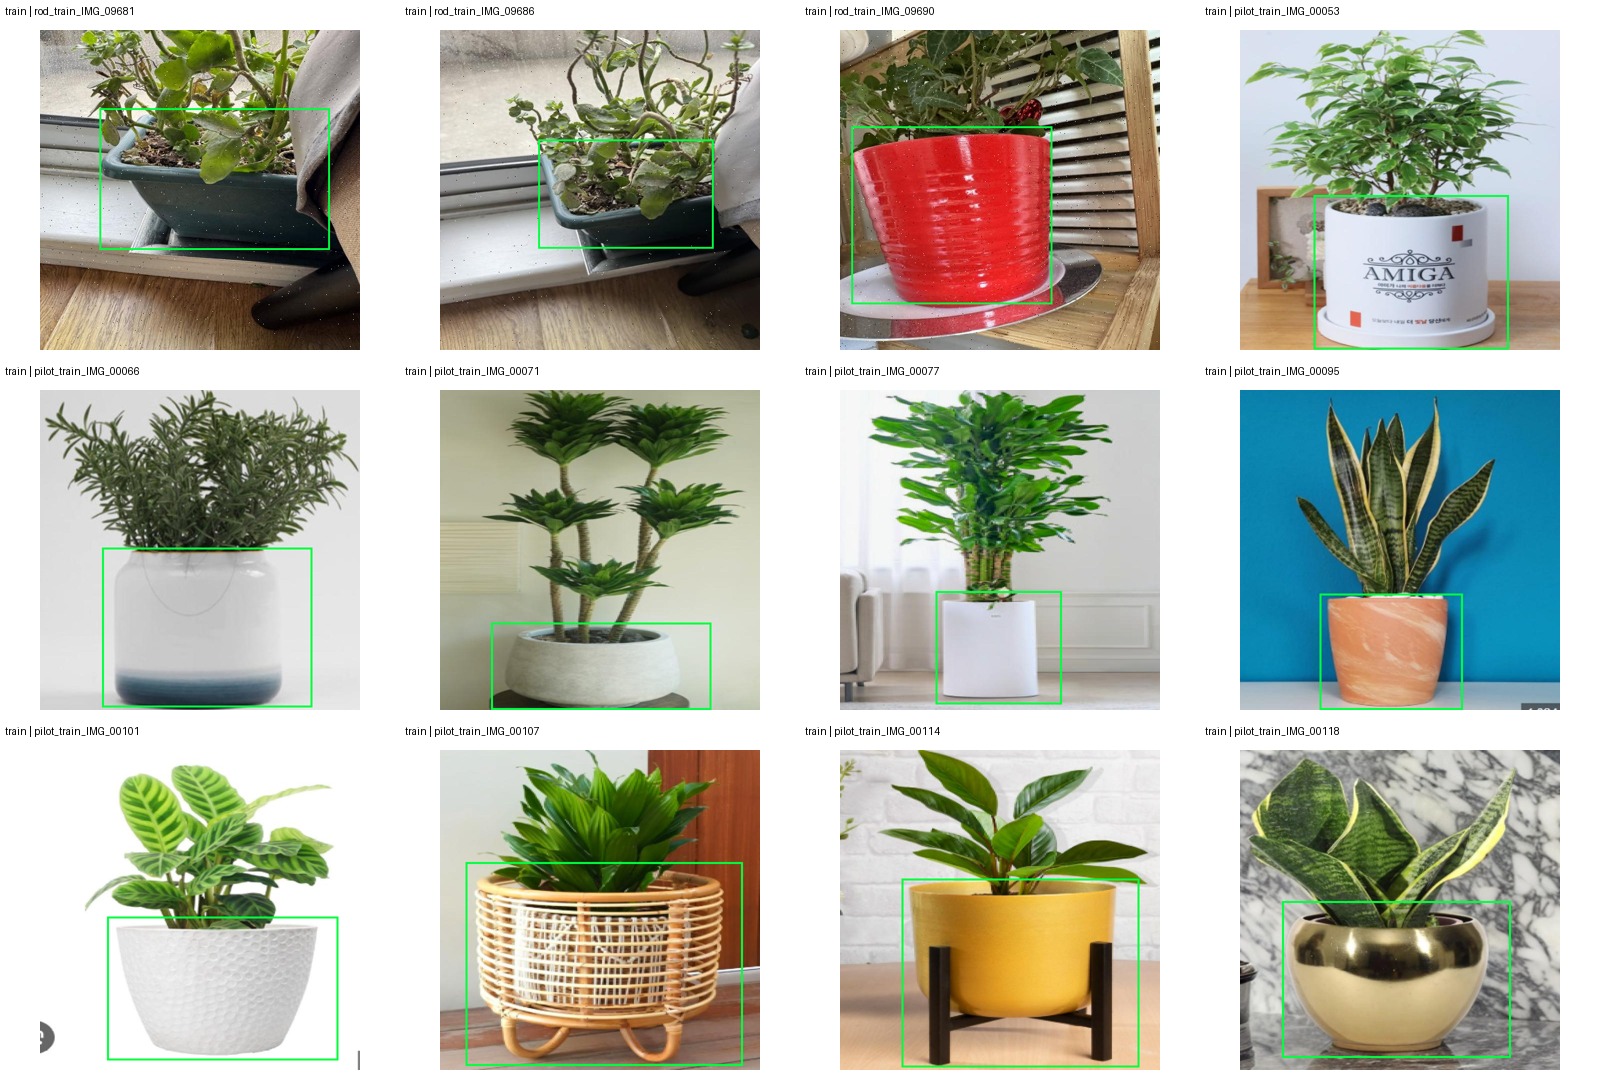 train | rod_train_IMG_09681
train | rod_train_IMG_09686
train | rod_train_IMG_09690
train | pilot_train_IMG_00053
AMIGA
train | pilot_train_IMG_00066
train | pilot_train_IMG_00071
train | pilot_train_IMG_00077
train | pilot_train_IMG_00095
train | pilot_train_IMG_00101
train | pilot_train_IMG_00107
train | pilot_train_IMG_00114
train | pilot_train_IMG_00118